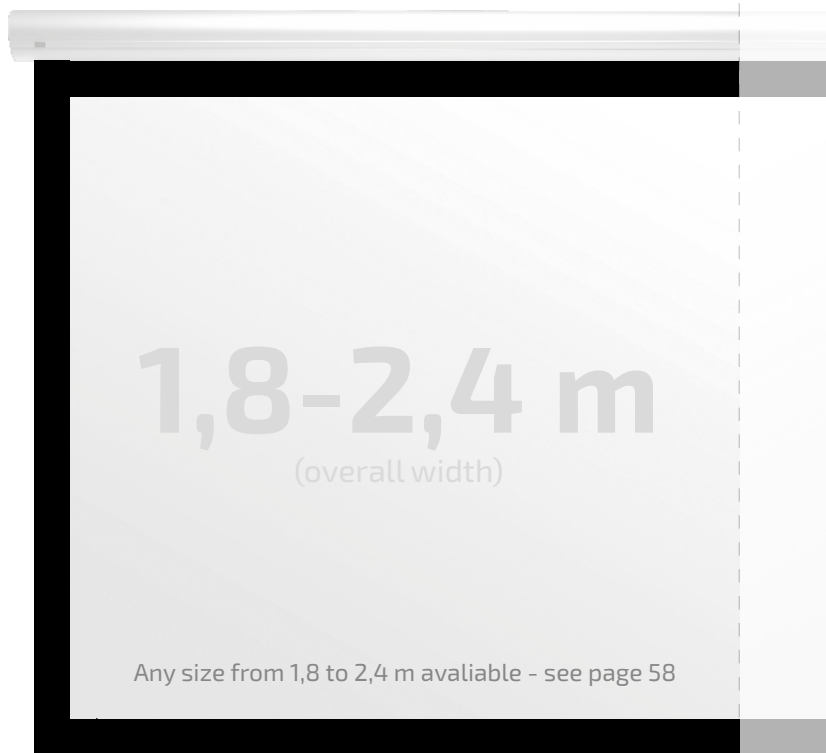 1,8-2,4 m
(overall width)
Any size from 1,8 to 2,4 m avaliable - see page 58